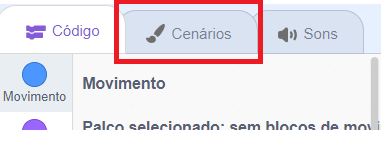 Código Cenários Sons
Movimento
Movimento
Palco selecionado: sem blocos de movi